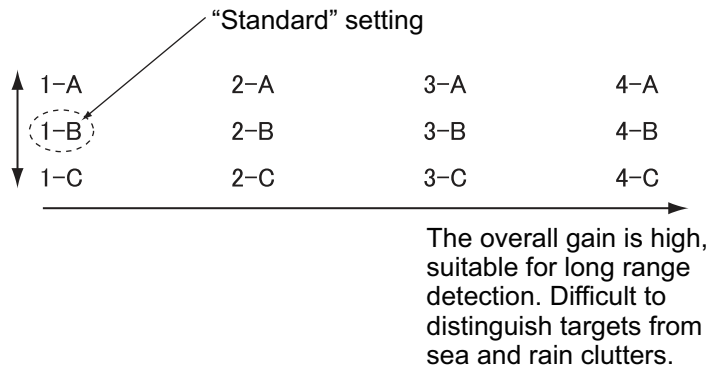 “Standard” setting
1-A 2-A 3-A 4-A
1-B 2-B 3-B 4-B
1-C 2-C 3-C 4-C
The overall gain is high,
suitable for long range
detection. Difficult to
distinguish targets from
sea and rain clutters.